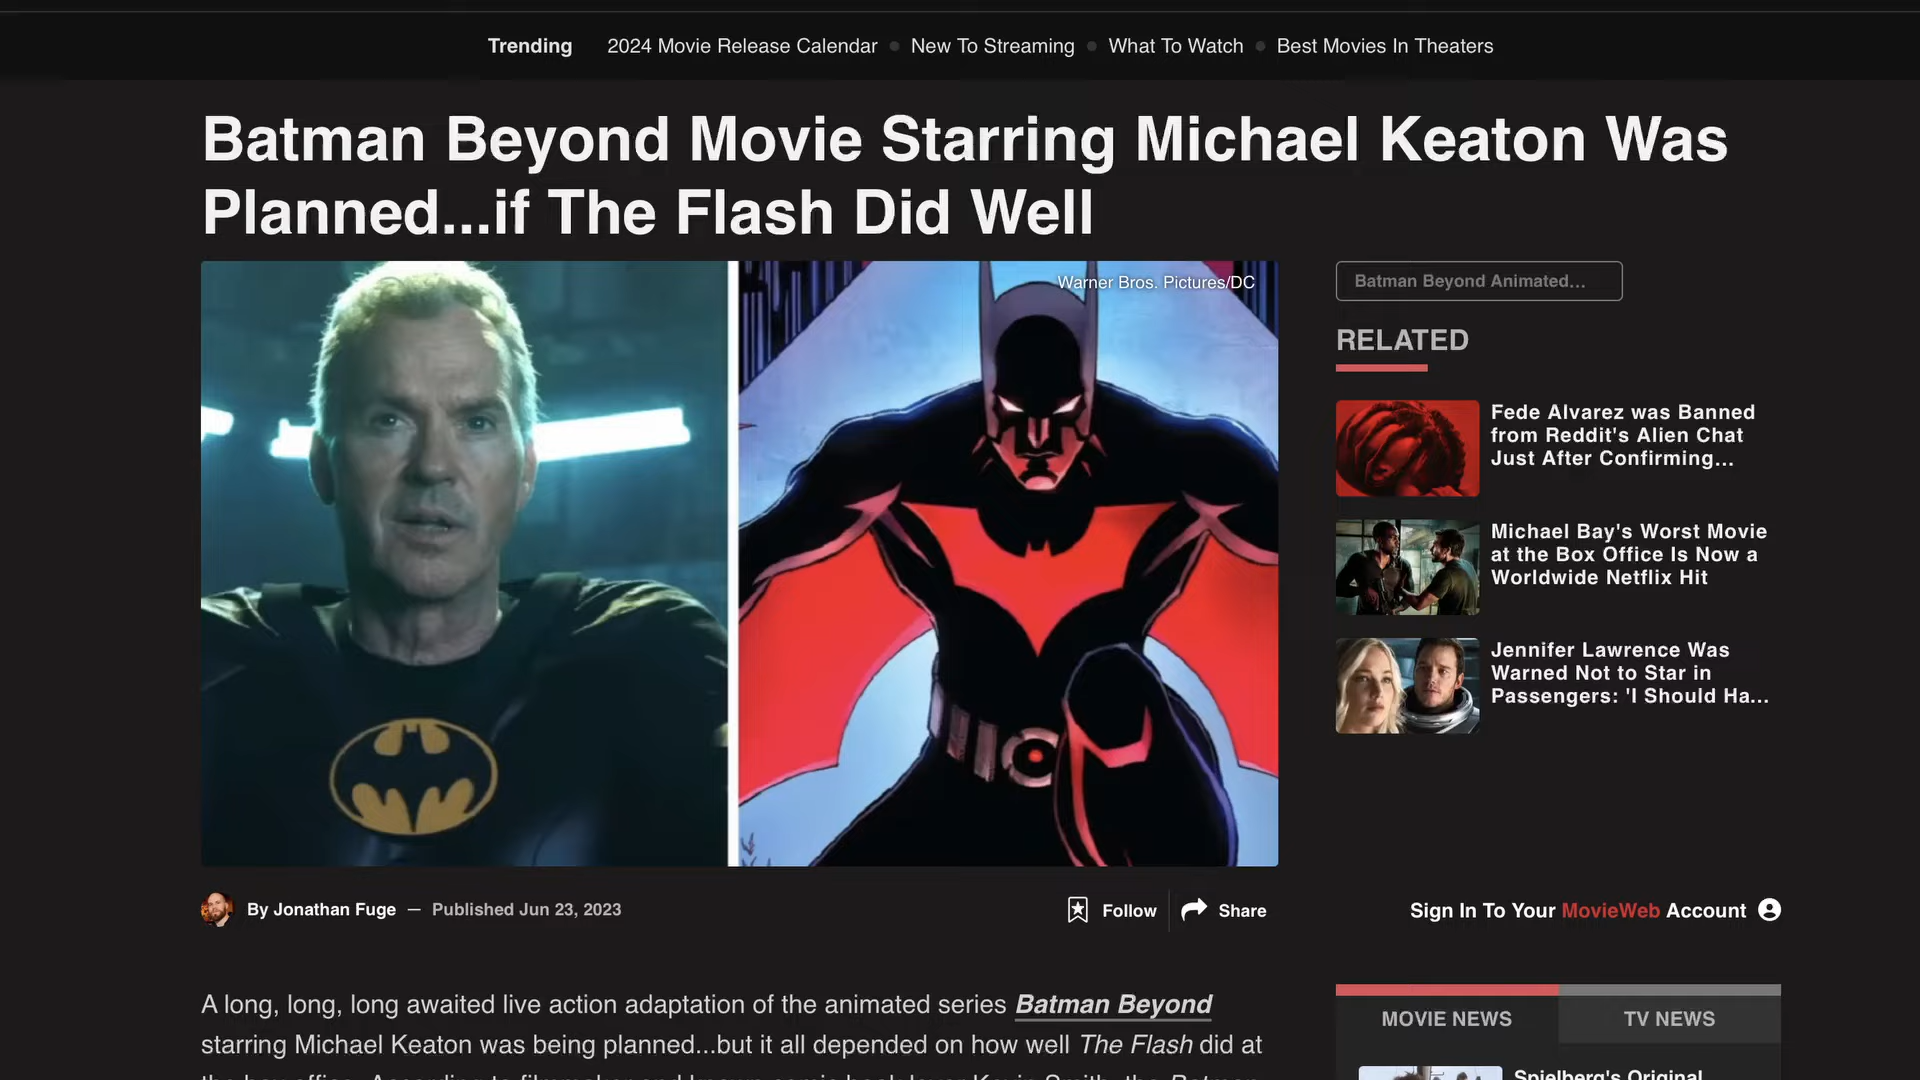 Trending 2024 Movie Release Calendar New To Streaming What To Watch Best Movies In Theaters
Batman Beyond Movie Starring Michael Keaton Was
Planned...if The Flash Did Well
Warner Bros. Pictures/DC
By Jonathan Fuge — Published Jun 23, 2023
Follow
Share
A long, long, long awaited live action adaptation of the animated series Batman Beyond
starring Michael Keaton was being planned...but it all depended on how well The Flash did at
Batman Beyond Animated...
RELATED
Fede Alvarez was Banned
from Reddit's Alien Chat
Just After Confirming...
Michael Bay's Worst Movie
at the Box Office Is Now a
Worldwide Netflix Hit
Jennifer Lawrence Was
Warned Not to Star in
Passengers: 'I Should Ha...
Sign In To Your MovieWeb Account
MOVIE NEWS
TV NEWS
Spielberg's Original